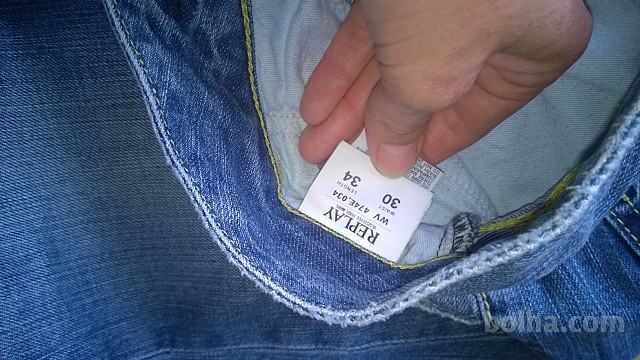 REPLAY
WV 474E.034
WAIST LENGTH
30 34
bolha.com